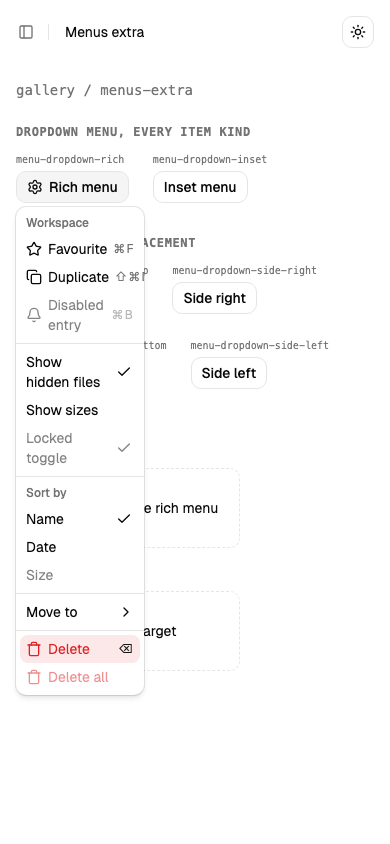 Menus extra
gallery / menus-extra
DROPDOWN MENU, EVERY ITEM KIND
menu-dropdown-rich
menu-dropdown-inset
Rich menu
Inset menu
Workspace
Favourite ⌘F
Duplicate ⇧⌘
Disabled entry ⌘B
Show hidden files
Show sizes
Locked toggle
Sort by
Name
Date
Size
Move to
Delete ⌫
Delete all
menu-dropdown-side-right
Side right
ttom
menu-dropdown-side-left
Side left
e rich menu
arget